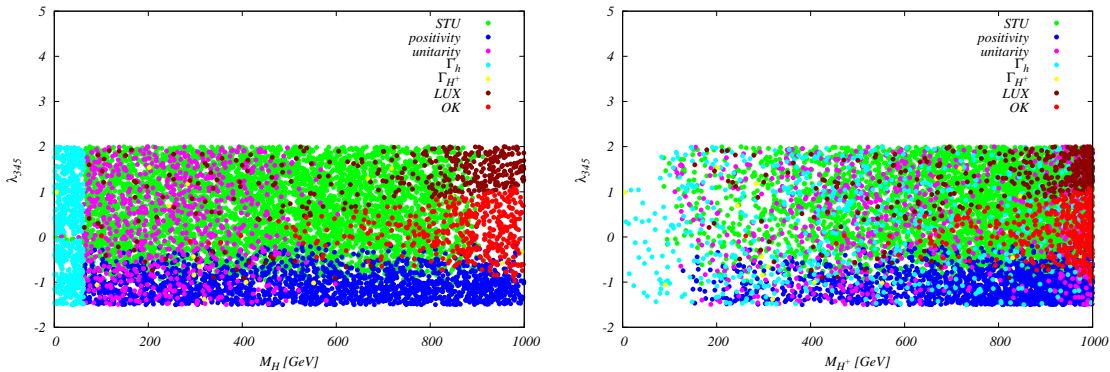 5
4
3
2
1
0
-1
-2
λ345
STU
positivity
unitarity
Γh
ΓH+
LUX
OK
0
200
400
600
800
1000
MH [GeV]
5
4
3
2
1
0
-1
-2
λ345
STU
positivity
unitarity
Γh
ΓH+
LUX
OK
0
200
400
600
800
1000
MH+ [GeV]